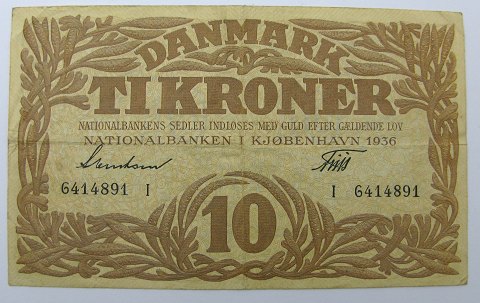 DANMARK
TI KRONER
NATIONALBANKENS SEDLER INDLØSES MED GULD EFTER GÆLDENDE LOV
NATIONALBANKEN I KJØBENHAVN 1936
6414891 I I 6414891
10